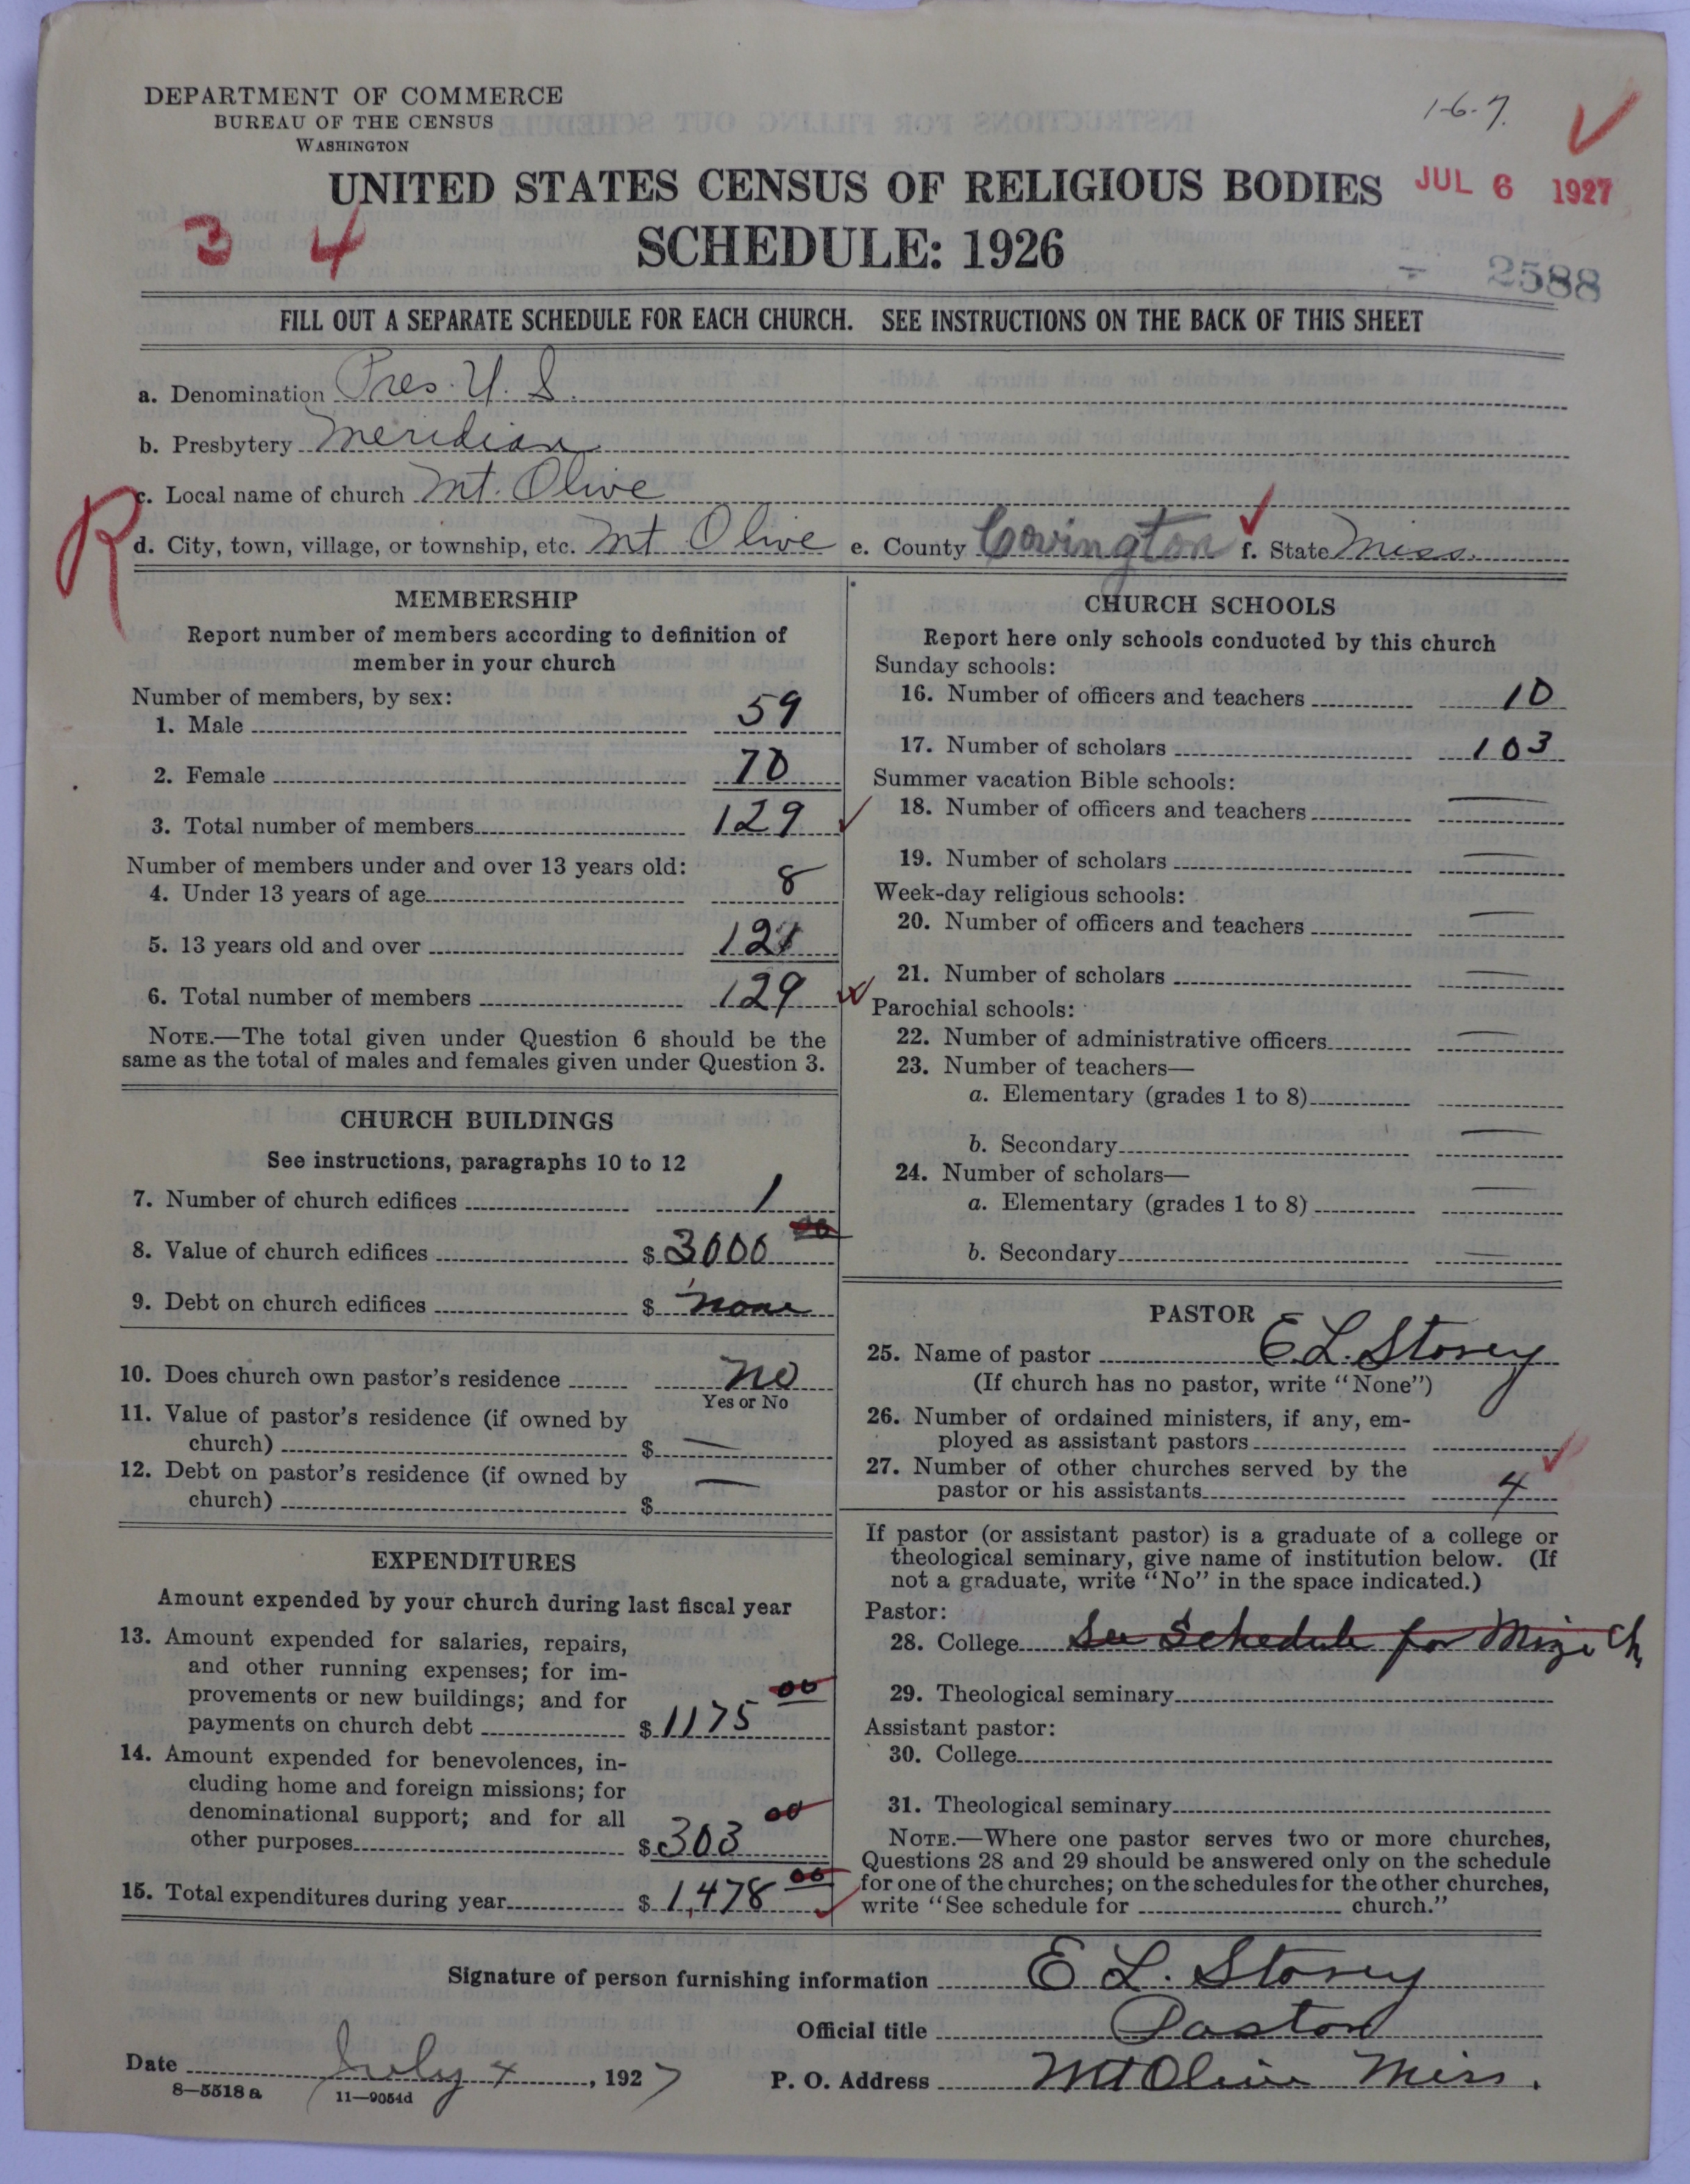 DEPARTMENT OF COMMERCE
BUREAU OF THE CENSUS
WASHINGTON
1-6-7.
UNITED STATES CENSUS OF RELIGIOUS BODIES
JUL 6 1927
3 4
SCHEDULE: 1926
2588
FILL OUT A SEPARATE SCHEDULE FOR EACH CHURCH. SEE INSTRUCTIONS ON THE BACK OF THIS SHEET
a. Denomination Pres. U. S.
b. Presbytery Meridian
R
c. Local name of church Mt. Olive
d. City, town, village, or township, etc. Mt Olive e. County Covington f. State Miss.
MEMBERSHIP
Report number of members according to definition of
member in your church
Number of members, by sex:
1. Male 59
2. Female 70
3. Total number of members 129
Number of members under and over 13 years old:
4. Under 13 years of age 8
5. 13 years old and over 121
6. Total number of members 129
NOTE.—The total given under Question 6 should be the
same as the total of males and females given under Question 3.
CHURCH BUILDINGS
See instructions, paragraphs 10 to 12
7. Number of church edifices 1
8. Value of church edifices $ 3000 00
9. Debt on church edifices $ none
10. Does church own pastor's residence no
Yes or No
11. Value of pastor's residence (if owned by
church) $ —
12. Debt on pastor's residence (if owned by
church) $ —
EXPENDITURES
Amount expended by your church during last fiscal year
13. Amount expended for salaries, repairs,
and other running expenses; for im-
provements or new buildings; and for
payments on church debt $ 1175 00
14. Amount expended for benevolences, in-
cluding home and foreign missions; for
denominational support; and for all
other purposes $ 303 00
15. Total expenditures during year $ 1,478 00
CHURCH SCHOOLS
Report here only schools conducted by this church
Sunday schools:
16. Number of officers and teachers 10
17. Number of scholars 103
Summer vacation Bible schools:
18. Number of officers and teachers —
19. Number of scholars —
Week-day religious schools:
20. Number of officers and teachers —
21. Number of scholars —
Parochial schools:
22. Number of administrative officers —
23. Number of teachers—
a. Elementary (grades 1 to 8)
b. Secondary —
24. Number of scholars—
a. Elementary (grades 1 to 8) —
b. Secondary —
PASTOR
25. Name of pastor E. L. Storey
(If church has no pastor, write "None")
26. Number of ordained ministers, if any, em-
ployed as assistant pastors
27. Number of other churches served by the
pastor or his assistants 4
If pastor (or assistant pastor) is a graduate of a college or
theological seminary, give name of institution below. (If
not a graduate, write "No" in the space indicated.)
Pastor:
28. College See Schedule for Mize Ch
29. Theological seminary
Assistant pastor:
30. College
31. Theological seminary
NOTE.—Where one pastor serves two or more churches,
Questions 28 and 29 should be answered only on the schedule
for one of the churches; on the schedules for the other churches,
write "See schedule for church."
Signature of person furnishing information E L. Storey
Official title Pastor
Date July 4, 1927
P. O. Address Mt Olive Miss.
8—5518 a 11—9054d